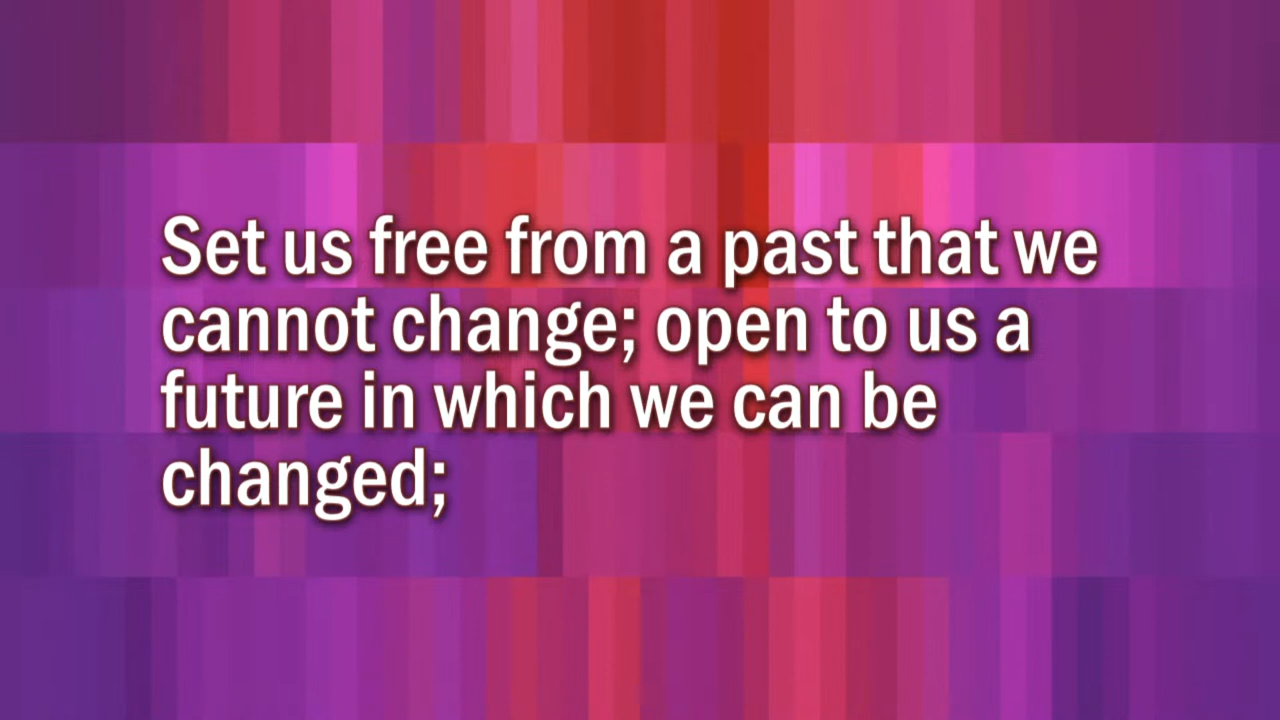 Set us free from a past that we
cannot change; open to us a
future in which we can be
changed;